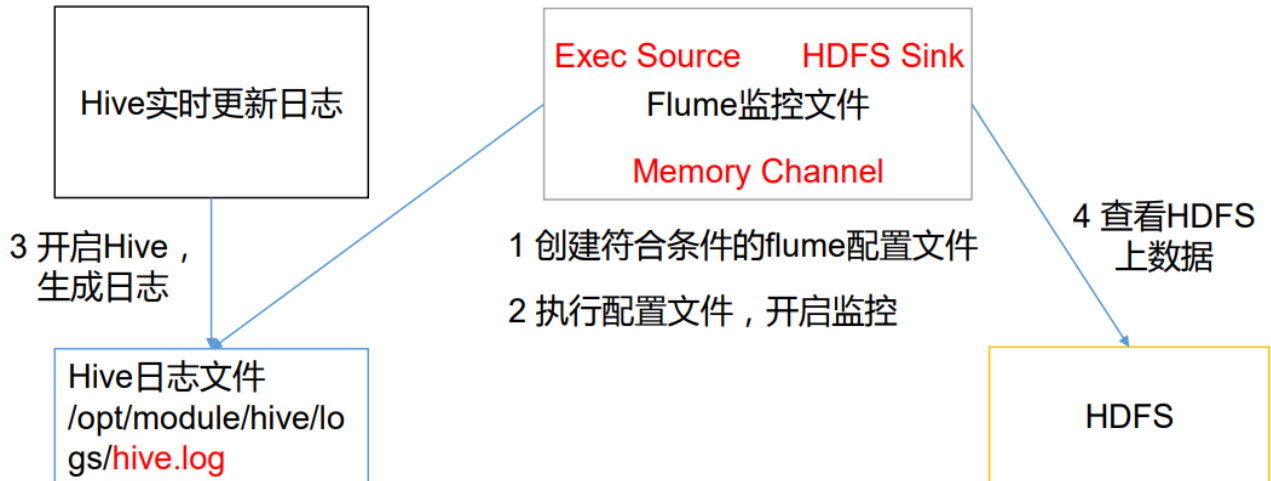 Hive实时更新日志
Exec Source
HDFS Sink
Flume监控文件
Memory Channel
3 开启Hive，
生成日志
1 创建符合条件的flume配置文件
2 执行配置文件，开启监控
4 查看HDFS
上数据
Hive日志文件
/opt/module/hive/lo
gs/hive.log
HDFS